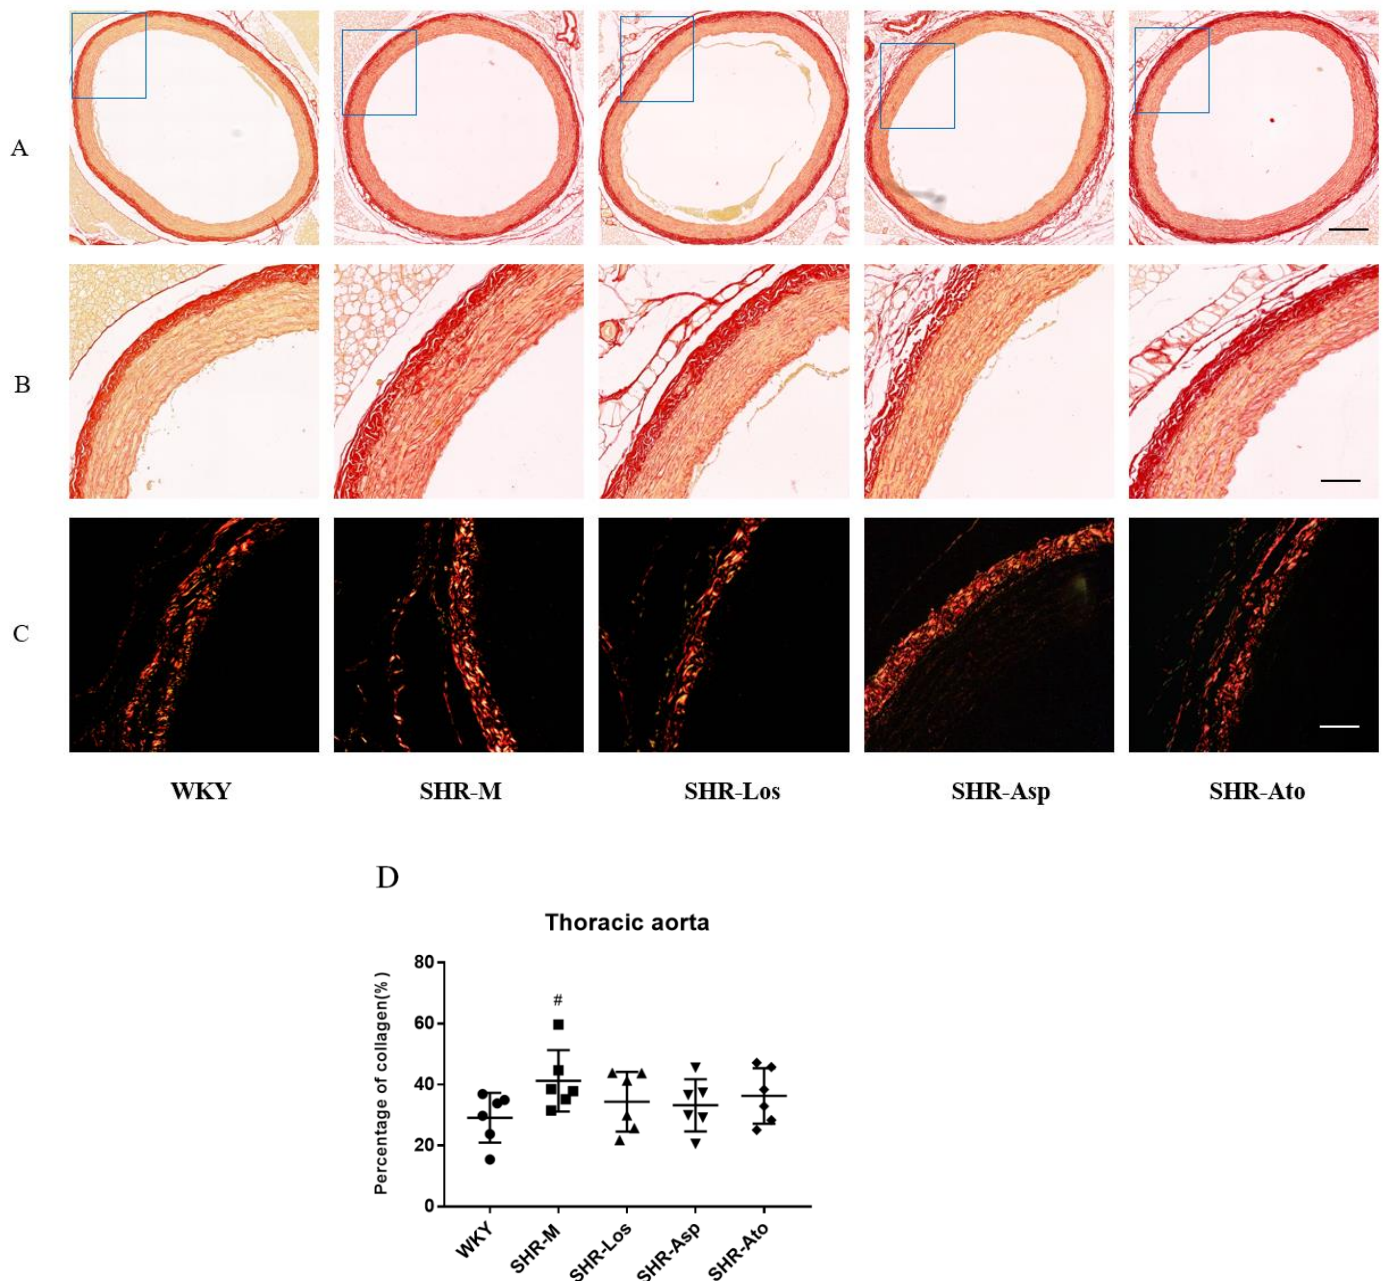 A
B
C
WKY SHR-M SHR-Los SHR-Asp SHR-Ato
D
Thoracic aorta
Percentage of collagen(%)
80
60
40
20
0
#
WKY SHR-M SHR-Los SHR-Asp SHR-Ato